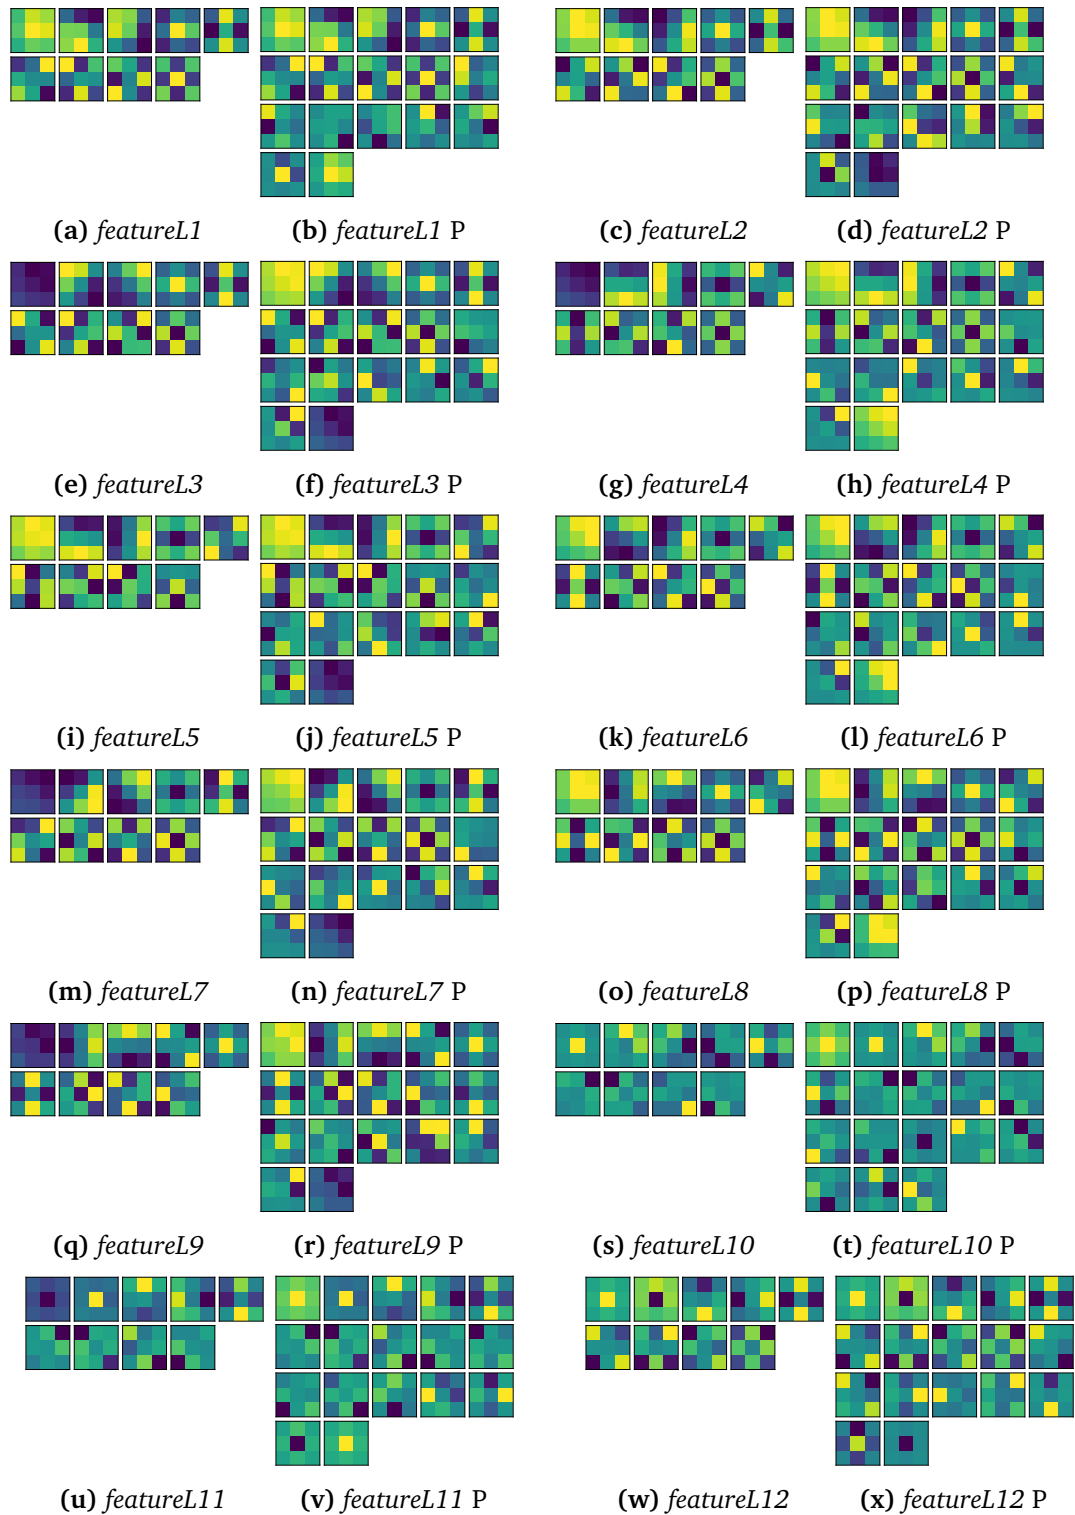 (a) featureL1 (b) featureL1 P (c) featureL2 (d) featureL2 P
(e) featureL3 (f) featureL3 P (g) featureL4 (h) featureL4 P
(i) featureL5 (j) featureL5 P (k) featureL6 (l) featureL6 P
(m) featureL7 (n) featureL7 P (o) featureL8 (p) featureL8 P
(q) featureL9 (r) featureL9 P (s) featureL10 (t) featureL10 P
(u) featureL11 (v) featureL11 P (w) featureL12 (x) featureL12 P